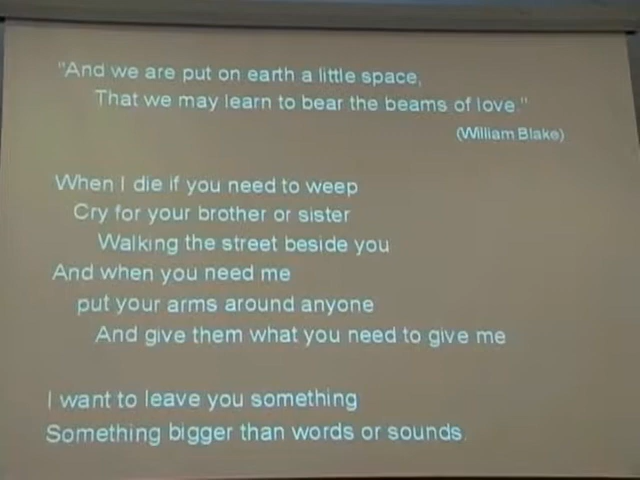 "And we are put on earth a little space,
That we may learn to bear the beams of love."
(William Blake)
When I die if you need to weep
Cry for your brother or sister
Walking the street beside you
And when you need me
put your arms around anyone
And give them what you need to give me
I want to leave you something
Something bigger than words or sounds.